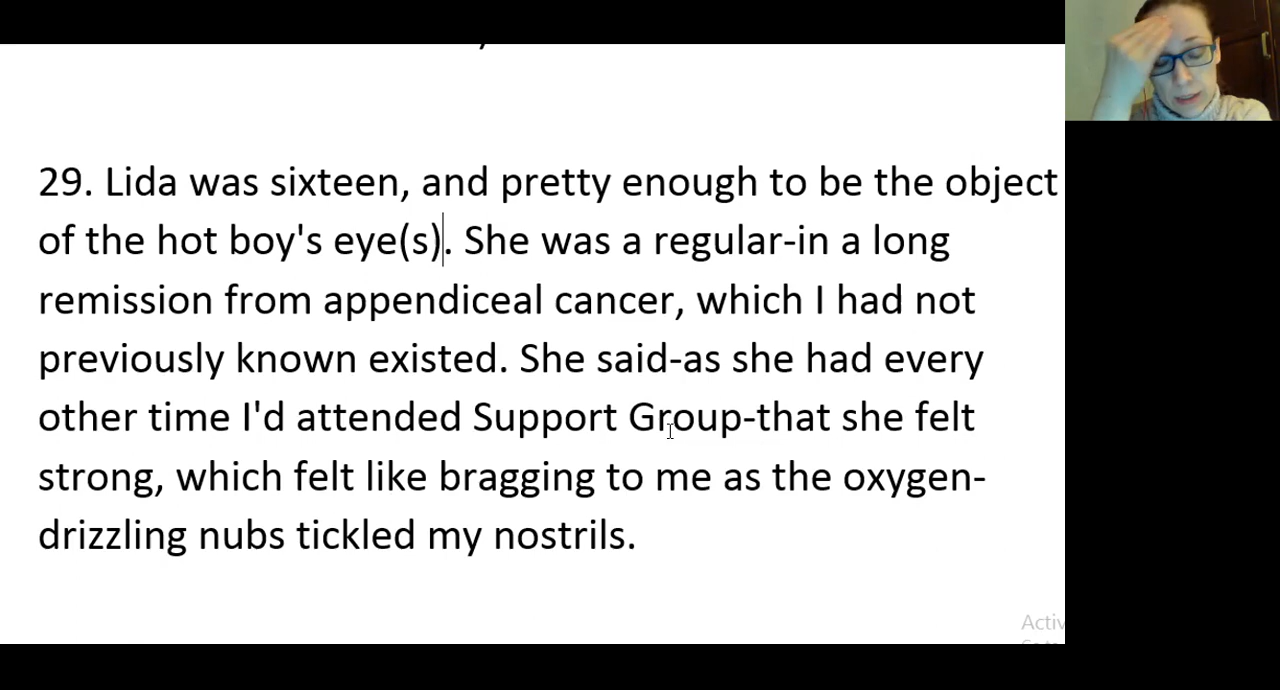 29. Lida was sixteen, and pretty enough to be the object
of the hot boy's eye(s). She was a regular-in a long
remission from appendiceal cancer, which I had not
previously known existed. She said-as she had every
other time I'd attended Support Group-that she felt
strong, which felt like bragging to me as the oxygen-
drizzling nubs tickled my nostrils.
Activ